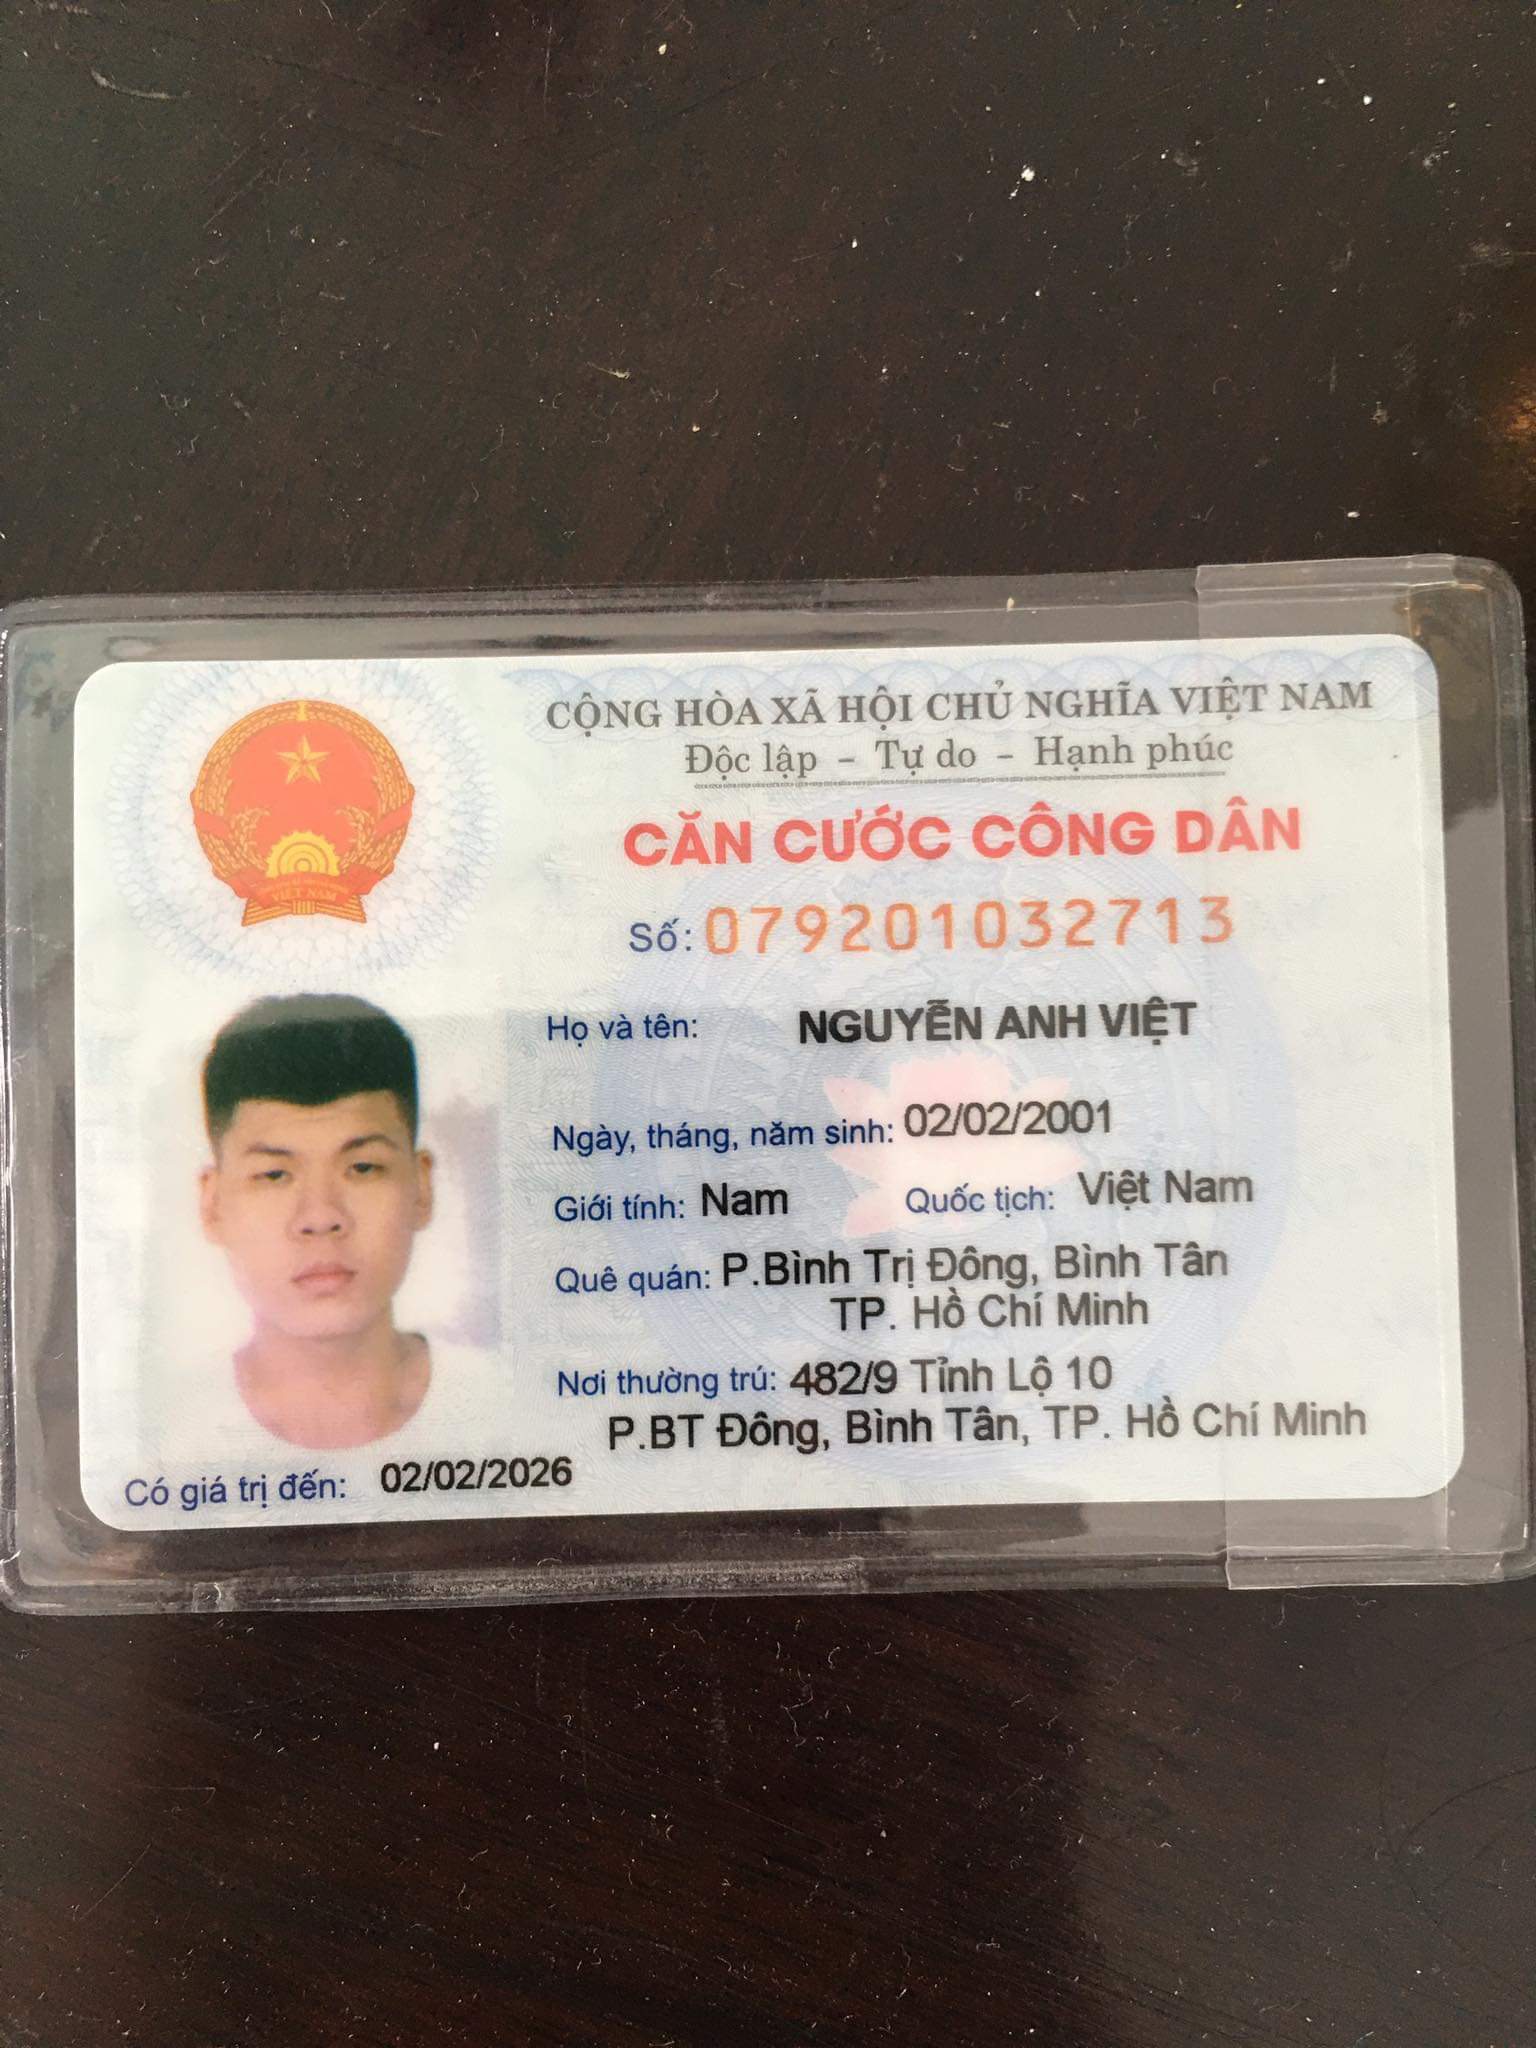 CỘNG HÒA XÃ HỘI CHỦ NGHĨA VIỆT NAM
Độc lập - Tự do - Hạnh phúc
CĂN CƯỚC CÔNG DÂN
Số: 079201032713
Họ và tên: NGUYỄN ANH VIỆT
Ngày, tháng, năm sinh: 02/02/2001
Giới tính: Nam Quốc tịch: Việt Nam
Quê quán: P.Bình Trị Đông, Bình Tân
TP. Hồ Chí Minh
Nơi thường trú: 482/9 Tỉnh Lộ 10
P.BT Đông, Bình Tân, TP. Hồ Chí Minh
Có giá trị đến: 02/02/2026
VIỆT NAM